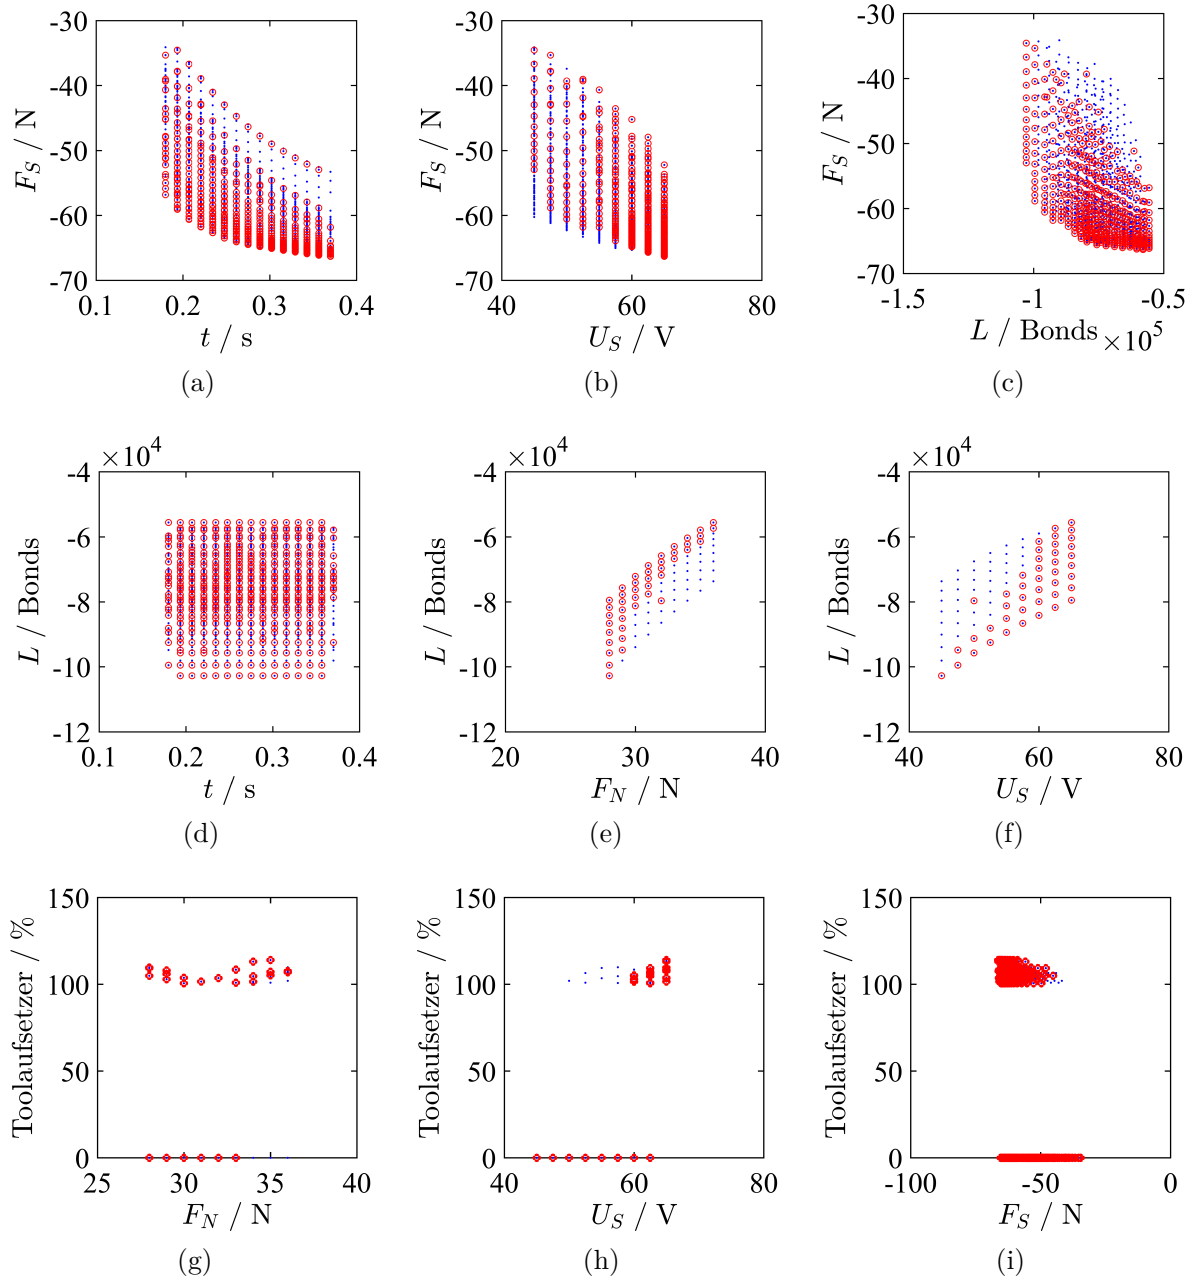 -30
-40
-50
-60
-70
F_S / N
0.1 0.2 0.3 0.4
t / s
(a)
-30
-40
-50
-60
-70
F_S / N
40 60 80
U_S / V
(b)
-30
-40
-50
-60
-70
F_S / N
-1.5 -1 -0.5
L / Bonds ×10^5
(c)
×10^4
-4
-6
-8
-10
-12
L / Bonds
0.1 0.2 0.3 0.4
t / s
(d)
×10^4
-4
-6
-8
-10
-12
L / Bonds
20 30 40
F_N / N
(e)
×10^4
-4
-6
-8
-10
-12
L / Bonds
40 60 80
U_S / V
(f)
150
100
50
0
Toolaufsetzer / %
25 30 35 40
F_N / N
(g)
150
100
50
0
Toolaufsetzer / %
40 60 80
U_S / V
(h)
150
100
50
0
Toolaufsetzer / %
-100 -50 0
F_S / N
(i)